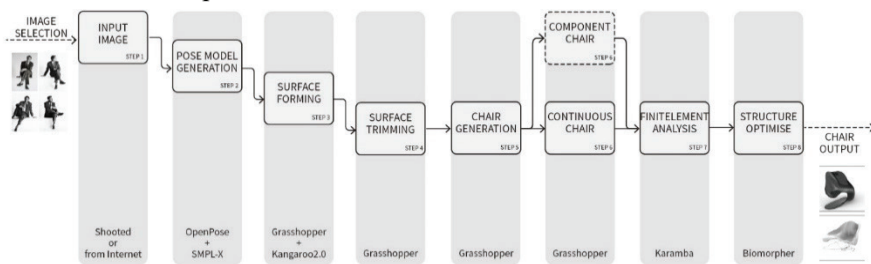 IMAGE
SELECTION
INPUT
IMAGE
STEP 1
POSE MODEL
GENERATION
STEP 2
SURFACE
FORMING
STEP 3
SURFACE
TRIMMING
STEP 4
CHAIR
GENERATION
STEP 5
COMPONENT
CHAIR
STEP 6
CONTINUOUS
CHAIR
STEP 6
FINITELEMENT
ANALYSIS
STEP 7
STRUCTURE
OPTIMISE
STEP 8
CHAIR
OUTPUT
Shooted
or
from Internet
OpenPose
+
SMPL-X
Grasshopper
+
Kangaroo2.0
Grasshopper
Grasshopper
Grasshopper
Karamba
Biomorpher